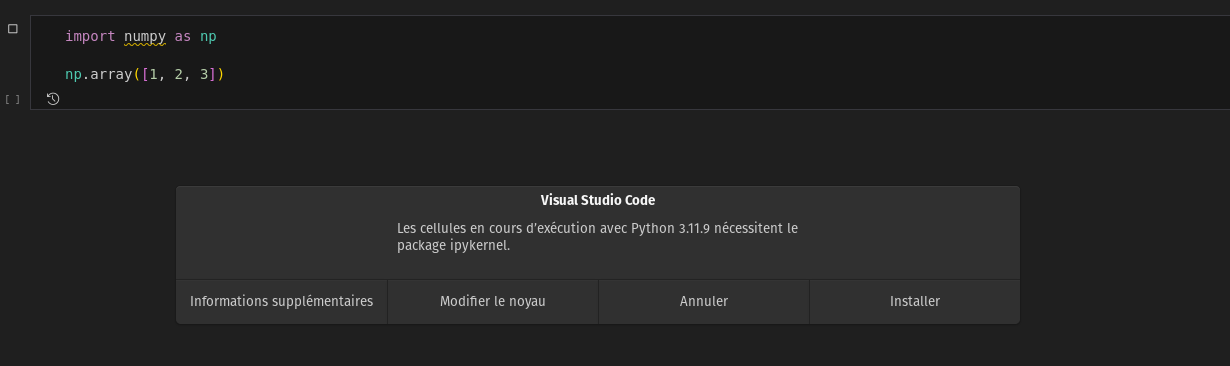 import numpy as np
np.array([1, 2, 3])
[ ]
Visual Studio Code
Les cellules en cours d'exécution avec Python 3.11.9 nécessitent le
package ipykernel.
Informations supplémentaires
Modifier le noyau
Annuler
Installer